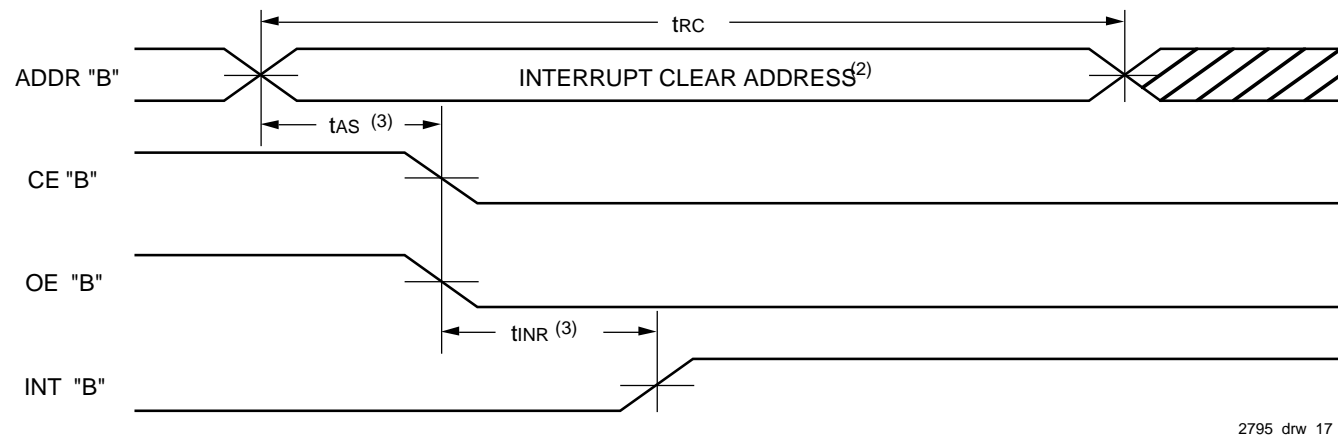 tRC
ADDR "B"
INTERRUPT CLEAR ADDRESS(2)
tAS (3)
CE "B"
OE "B"
tINR (3)
INT "B"
2795 drw 17